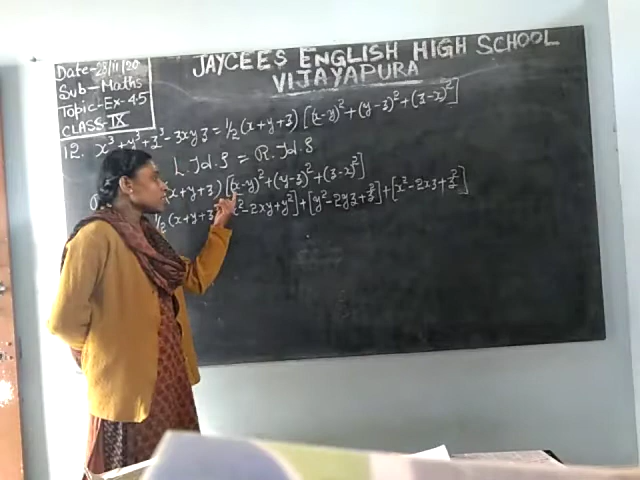 Date-28/11/20
Sub-Maths
Topic-Ex-4.5
CLASS-IX
JAYCEES ENGLISH HIGH SCHOOL
VIJAYAPURA
12. x³+y³+z³-3xyz = 1/2 (x+y+z) [(x-y)²+(y-z)²+(z-x)²]
L.H.S = R.H.S
(x+y+z) [(x-y)²+(y-z)²+(z-x)²]
1/2 (x+y+z) x²-2xy+y²]+[y²-2yz+z²]+[x²-2xz+z²]